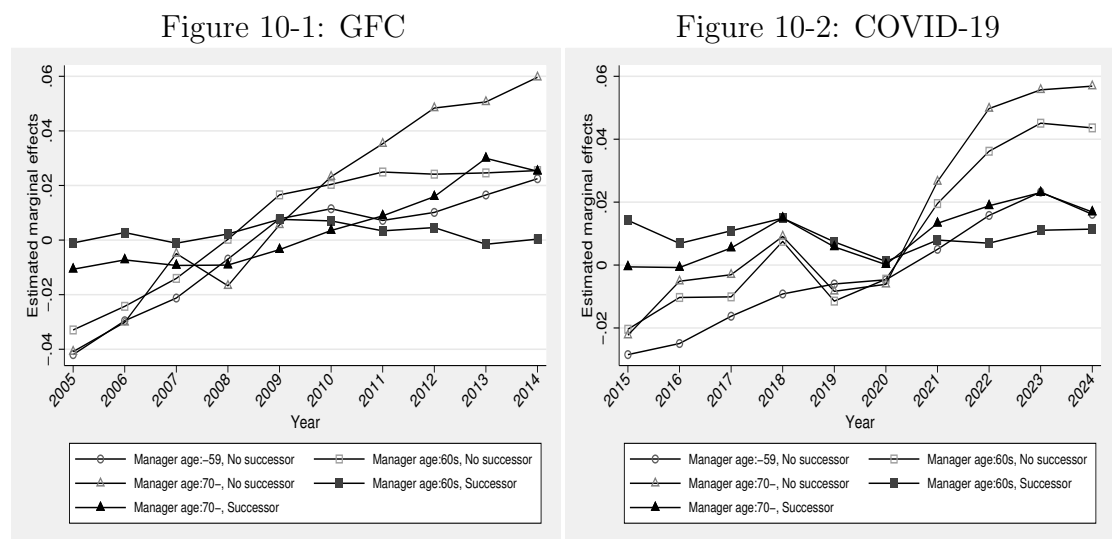 Figure 10-1: GFC
Estimated marginal effects
.06
.04
.02
0
-.02
-.04
2005 2006 2007 2008 2009 2010 2011 2012 2013 2014
Year
Manager age:-59, No successor
Manager age:60s, No successor
Manager age:70-, No successor
Manager age:60s, Successor
Manager age:70-, Successor
Figure 10-2: COVID-19
Estimated marginal effects
.06
.04
.02
0
-.02
2015 2016 2017 2018 2019 2020 2021 2022 2023 2024
Year
Manager age:-59, No successor
Manager age:60s, No successor
Manager age:70-, No successor
Manager age:60s, Successor
Manager age:70-, Successor